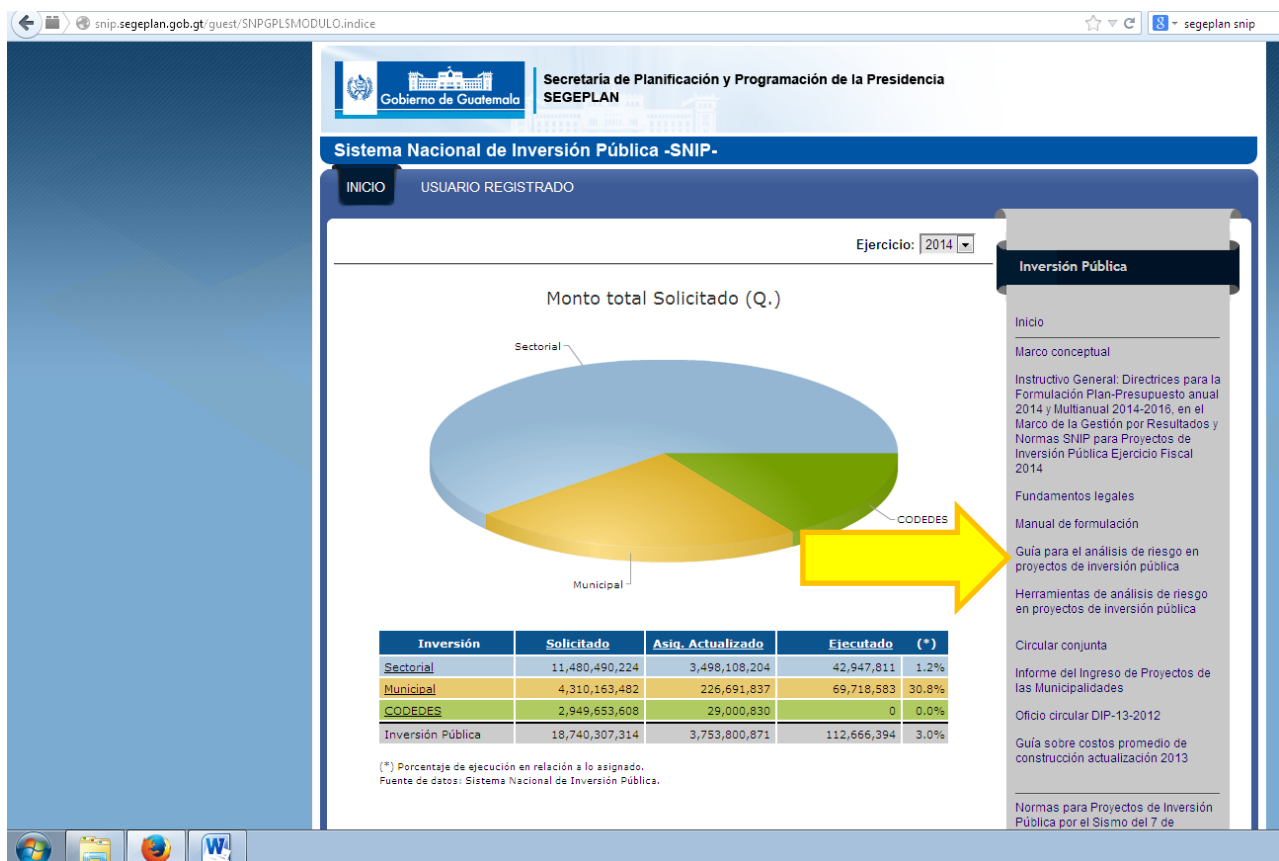 snip.segeplan.gob.gt/guest/SNPGPLSMODULO.indice
segeplan snip
Gobierno de Guatemala
Secretaría de Planificación y Programación de la Presidencia
SEGEPLAN
Sistema Nacional de Inversión Pública -SNIP-
INICIO USUARIO REGISTRADO
Ejercicio: 2014
Monto total Solicitado (Q.)
Sectorial
CODEDES
Municipal
Inversión Solicitado Asig. Actualizado Ejecutado (*)
Sectorial 11,480,490,224 3,498,108,204 42,947,811 1.2%
Municipal 4,310,163,482 226,691,837 69,718,583 30.8%
CODEDES 2,949,653,608 29,000,830 0 0.0%
Inversión Pública 18,740,307,314 3,753,800,871 112,666,394 3.0%
(*) Porcentaje de ejecución en relación a lo asignado.
Fuente de datos: Sistema Nacional de Inversión Pública.
Inversión Pública
Inicio
Marco conceptual
Instructivo General: Directrices para la
Formulación Plan-Presupuesto anual
2014 y Multianual 2014-2016, en el
Marco de la Gestión por Resultados y
Normas SNIP para Proyectos de
Inversión Pública Ejercicio Fiscal
2014
Fundamentos legales
Manual de formulación
Guía para el análisis de riesgo en
proyectos de inversión pública
Herramientas de análisis de riesgo
en proyectos de inversión pública
Circular conjunta
Informe del Ingreso de Proyectos de
las Municipalidades
Oficio circular DIP-13-2012
Guía sobre costos promedio de
construcción actualización 2013
Normas para Proyectos de Inversión
Pública por el Sismo del 7 de